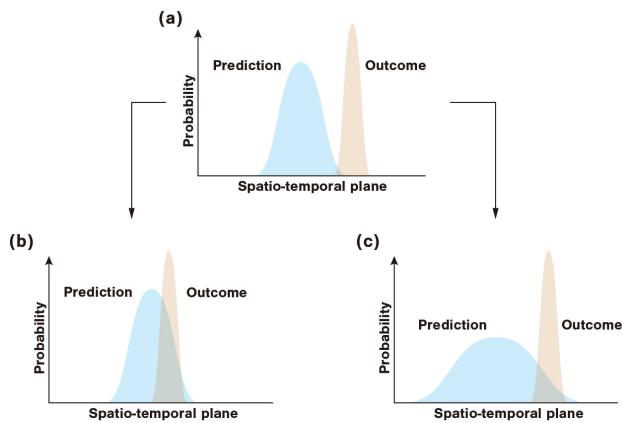 (a)
Prediction
Outcome
Probability
Spatio-temporal plane
(b)
Prediction
Outcome
Probability
Spatio-temporal plane
(c)
Prediction
Outcome
Probability
Spatio-temporal plane